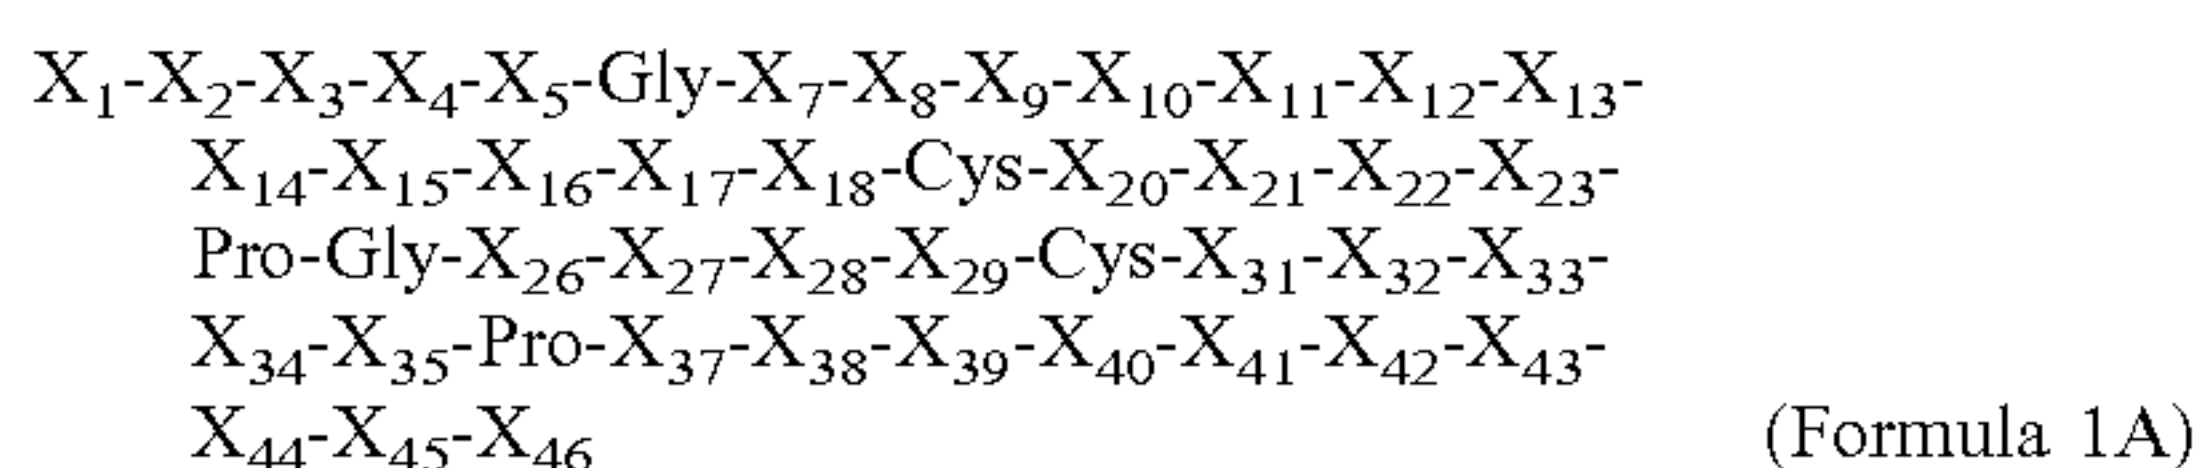 X₁-X₂-X₃-X₄-X₅-Gly-X₇-X₈-X₉-X₁₀-X₁₁-X₁₂-X₁₃-
X₁₄-X₁₅-X₁₆-X₁₇-X₁₈-Cys-X₂₀-X₂₁-X₂₂-X₂₃-
Pro-Gly-X₂₆-X₂₇-X₂₈-X₂₉-Cys-X₃₁-X₃₂-X₃₃-
X₃₄-X₃₅-Pro-X₃₇-X₃₈-X₃₉-X₄₀-X₄₁-X₄₂-X₄₃-
X₄₄-X₄₅-X₄₆ (Formula 1A)